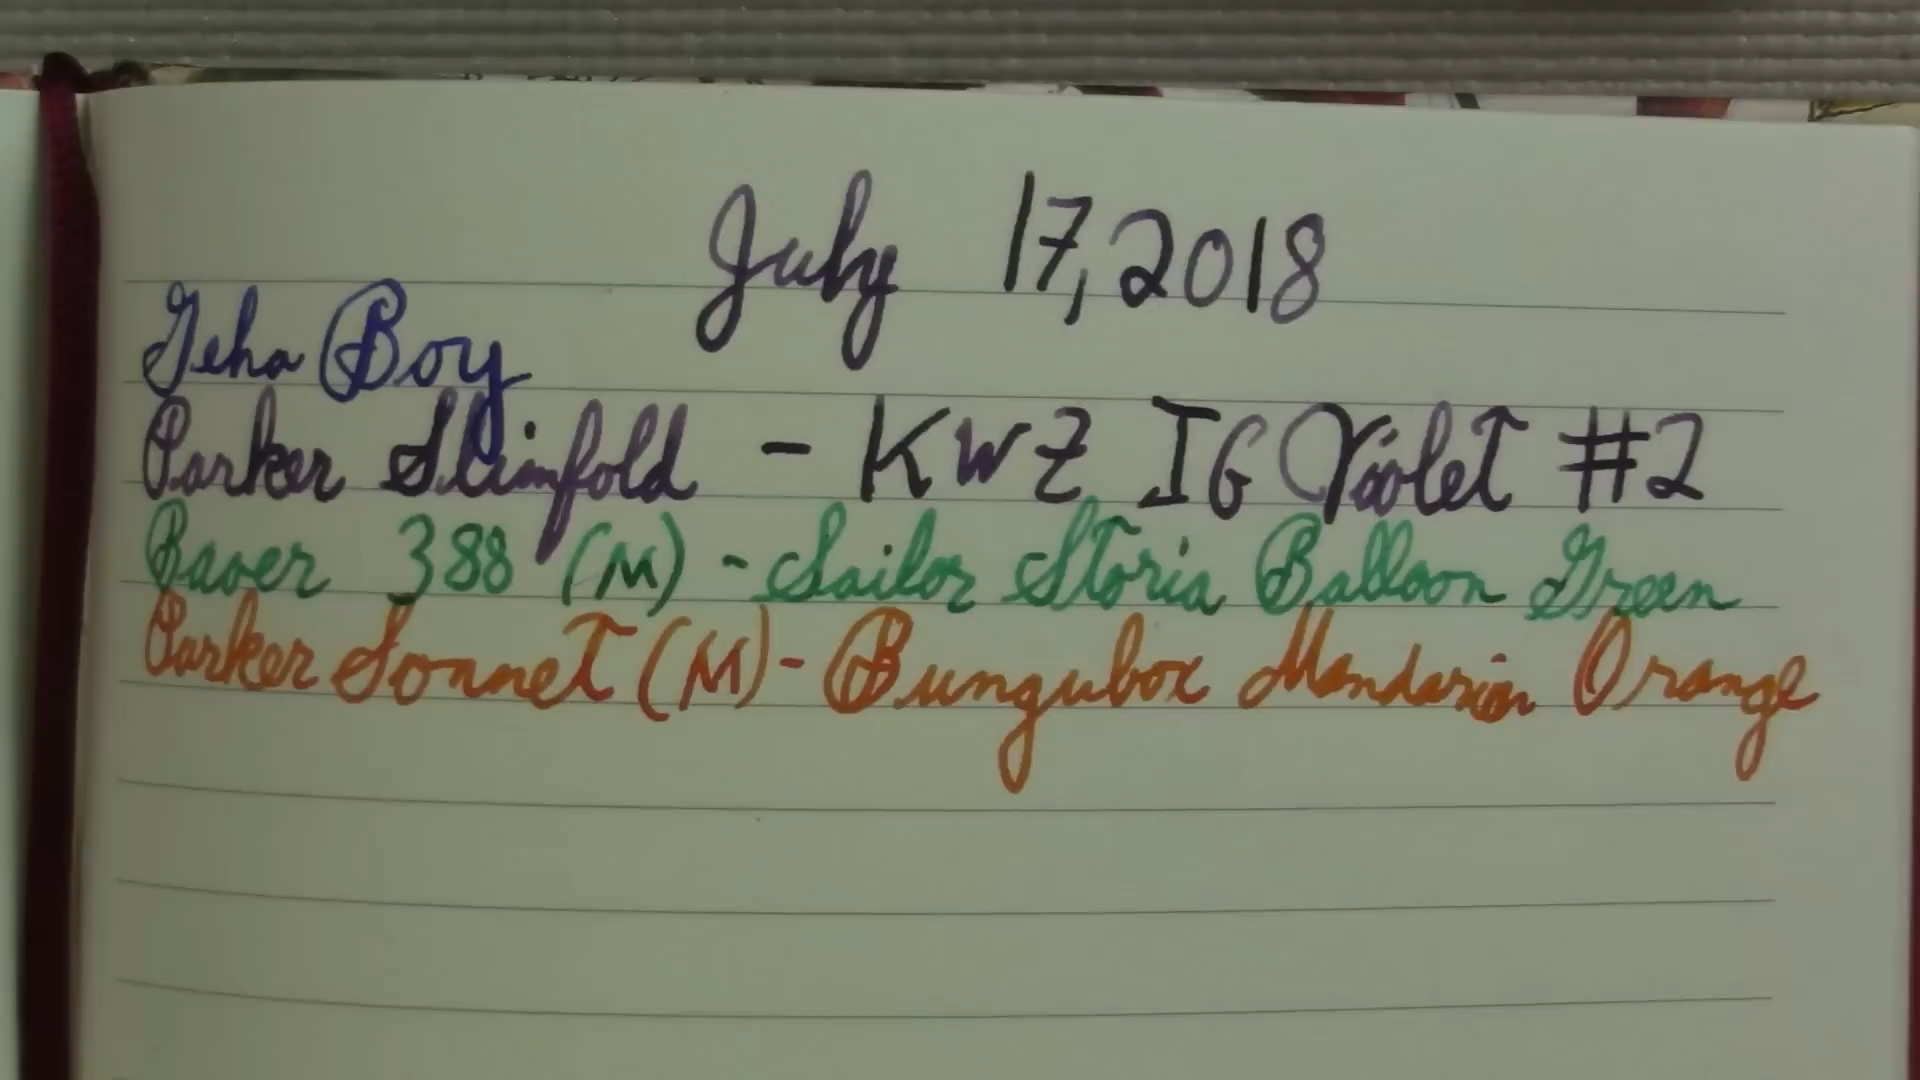 July 17, 2018
Geha Boy
Parker Slimfold - KWZ IG Violet #2
Baoer 388 (M) - Sailor Storia Balloon Green
Parker Sonnet (M) - Bungubox Mandarin Orange